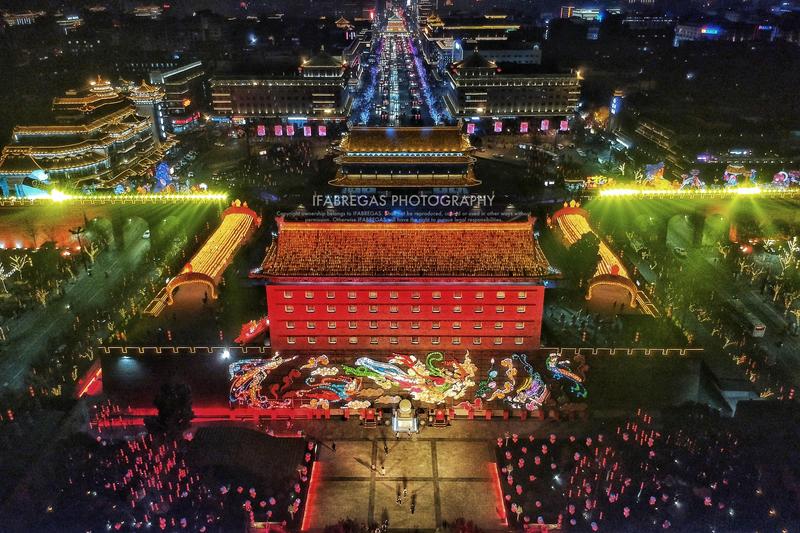 IFABREGAS PHOTOGRAPHY
Copyright ownership belongs to IFABREGAS. Shall not be reproduced, copied or used in other ways without
permission. Otherwise IFABREGAS will have the right to pursue legal responsibilities.